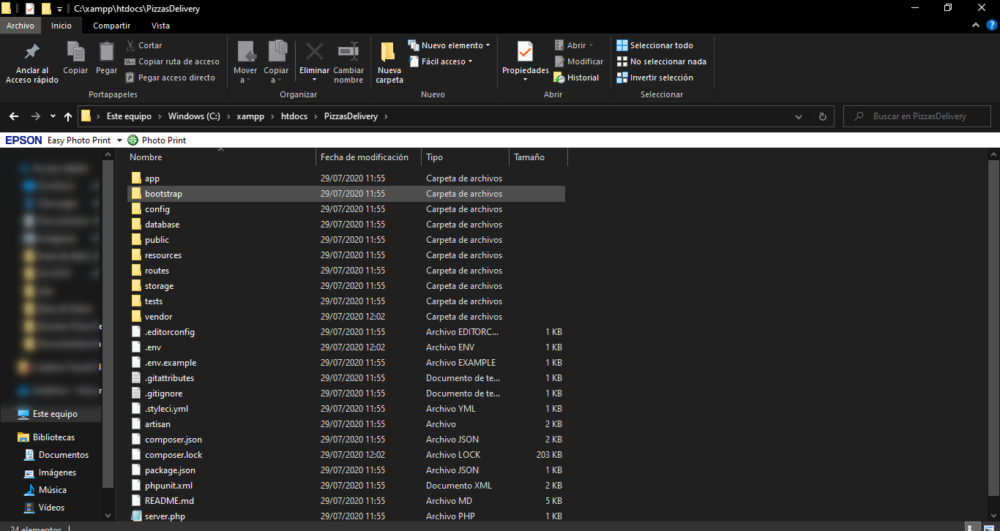 C:\xampp\htdocs\PizzasDelivery
Archivo Inicio Compartir Vista
Anclar al Acceso rápido
Copiar
Pegar
Cortar
Copiar ruta de acceso
Pegar acceso directo
Portapapeles
Mover a
Copiar a
Eliminar
Cambiar nombre
Organizar
Nueva carpeta
Nuevo elemento
Fácil acceso
Nuevo
Propiedades
Abrir
Modificar
Historial
Abrir
Seleccionar todo
No seleccionar nada
Invertir selección
Seleccionar
Este equipo > Windows (C:) > xampp > htdocs > PizzasDelivery >
Buscar en PizzasDelivery
EPSON Easy Photo Print Photo Print
Nombre Fecha de modificación Tipo Tamaño
app 29/07/2020 11:55 Carpeta de archivos
bootstrap 29/07/2020 11:55 Carpeta de archivos
config 29/07/2020 11:55 Carpeta de archivos
database 29/07/2020 11:55 Carpeta de archivos
public 29/07/2020 11:55 Carpeta de archivos
resources 29/07/2020 11:55 Carpeta de archivos
routes 29/07/2020 11:55 Carpeta de archivos
storage 29/07/2020 11:55 Carpeta de archivos
tests 29/07/2020 11:55 Carpeta de archivos
vendor 29/07/2020 12:02 Carpeta de archivos
.editorconfig 29/07/2020 11:55 Archivo EDITORC... 1 KB
.env 29/07/2020 12:02 Archivo ENV 1 KB
.env.example 29/07/2020 11:55 Archivo EXAMPLE 1 KB
.gitattributes 29/07/2020 11:55 Documento de te... 1 KB
.gitignore 29/07/2020 11:55 Documento de te... 1 KB
.styleci.yml 29/07/2020 11:55 Archivo YML 1 KB
artisan 29/07/2020 11:55 Archivo 2 KB
composer.json 29/07/2020 11:55 Archivo JSON 2 KB
composer.lock 29/07/2020 12:02 Archivo LOCK 203 KB
package.json 29/07/2020 11:55 Archivo JSON 1 KB
phpunit.xml 29/07/2020 11:55 Documento XML 2 KB
README.md 29/07/2020 11:55 Archivo MD 5 KB
server.php 29/07/2020 11:55 Archivo PHP 1 KB
Este equipo
Bibliotecas
Documentos
Imágenes
Música
Vídeos
24 elementos